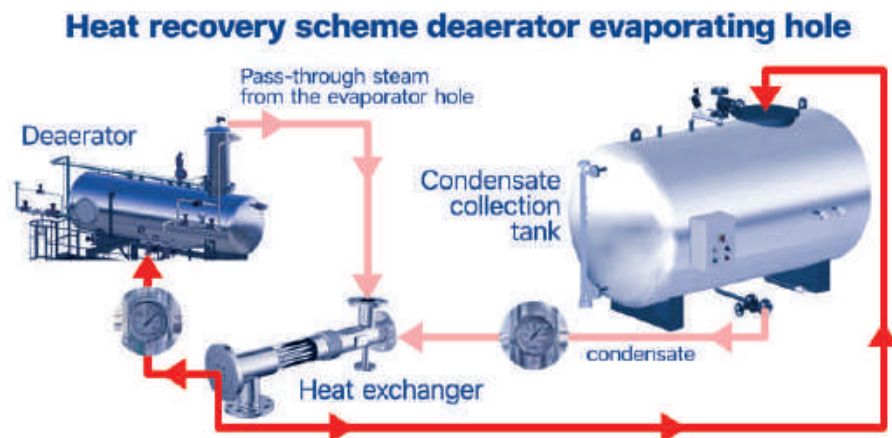 Heat recovery scheme deaerator evaporating hole
Pass-through steam
from the evaporator hole
Deaerator
Condensate
collection
tank
condensate
Heat exchanger